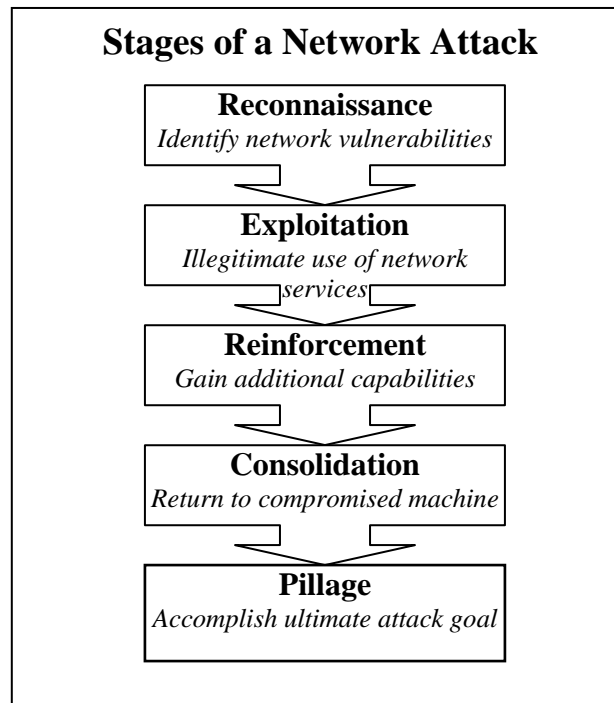 Stages of a Network Attack
Reconnaissance
Identify network vulnerabilities
Exploitation
Illegitimate use of network
services
Reinforcement
Gain additional capabilities
Consolidation
Return to compromised machine
Pillage
Accomplish ultimate attack goal